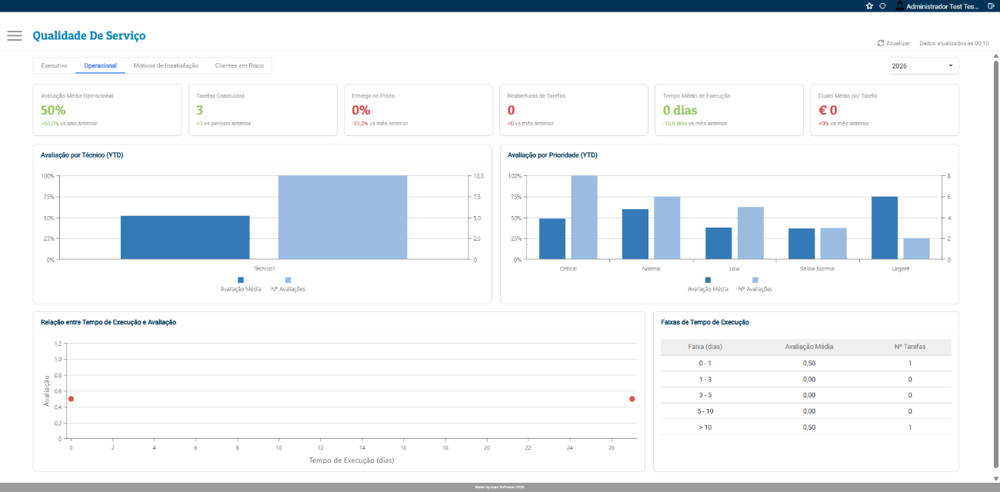 Administrador Test Tes...
Qualidade De Serviço
Atualizar Dados atualizados às 00:10
Executivo Operacional Motivos de Insatisfação Clientes em Risco
2026
Avaliação Média Operacional
50%
+50,0% vs ano anterior
Tarefas Concluídas
3
+3 vs período anterior
Entrega no Prazo
0%
-33,3% vs mês anterior
Reaberturas de Tarefas
0
+0 vs mês anterior
Tempo Médio de Execução
0 dias
-15,0 dias vs mês anterior
Custo Médio por Tarefa
€ 0
+0% vs mês anterior
Avaliação por Técnico (YTD)
100% 10,0
75% 7,5
50% 5,0
25% 2,5
0% 0
Tecnico1
Avaliação Média Nº Avaliações
Avaliação por Prioridade (YTD)
100% 8
75% 6
50% 4
25% 2
0% 0
Critical Normal Low Below Normal Urgent
Avaliação Média Nº Avaliações
Relação entre Tempo de Execução e Avaliação
Avaliação
1,2
1,0
0,8
0,6
0,4
0,2
0
0 2 4 6 8 10 12 14 16 18 20 22 24 26
Tempo de Execução (dias)
Faixas de Tempo de Execução
Faixa (dias) Avaliação Média Nº Tarefas
0 - 1 0,50 1
1 - 3 0,00 0
3 - 5 0,00 0
5 - 10 0,00 0
> 10 0,50 1